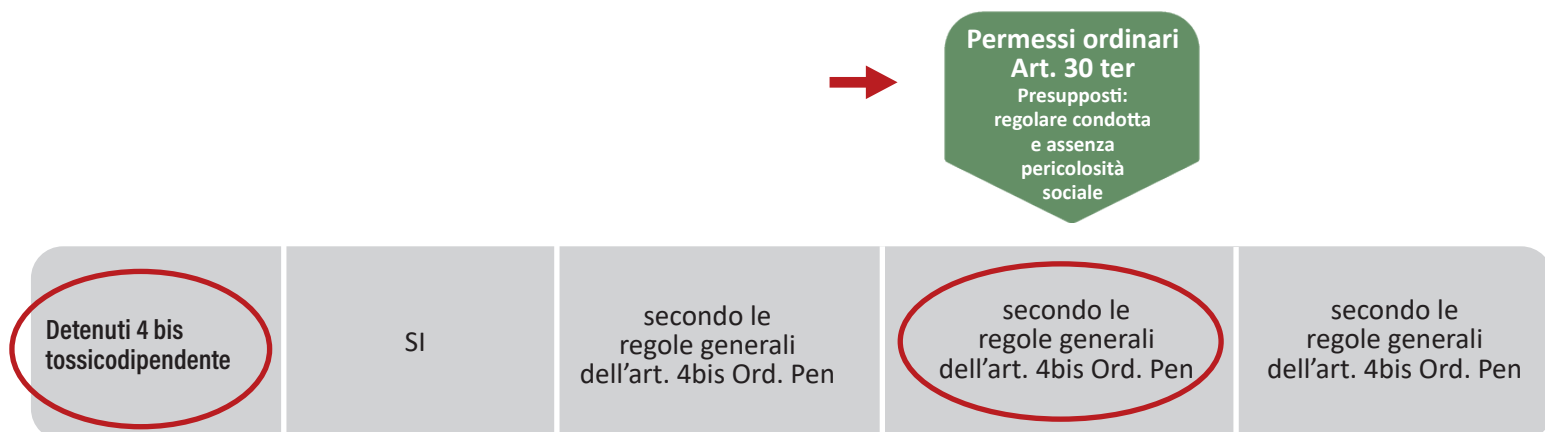 Permessi ordinari
Art. 30 ter
Presupposti:
regolare condotta
e assenza
pericolosità
sociale
Detenuti 4 bis
tossicodipendente
SI
secondo le
regole generali
dell’art. 4bis Ord. Pen
secondo le
regole generali
dell’art. 4bis Ord. Pen
secondo le
regole generali
dell’art. 4bis Ord. Pen